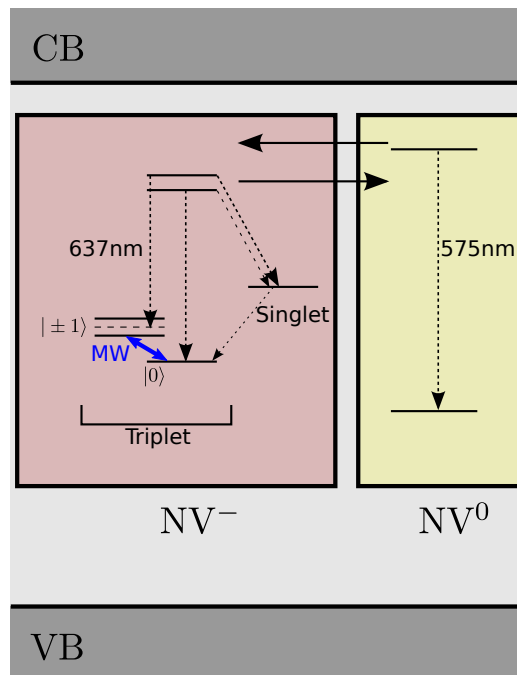 CB
637nm
575nm
Singlet
|±1⟩
MW
|0⟩
Triplet
NV⁻
NV⁰
VB